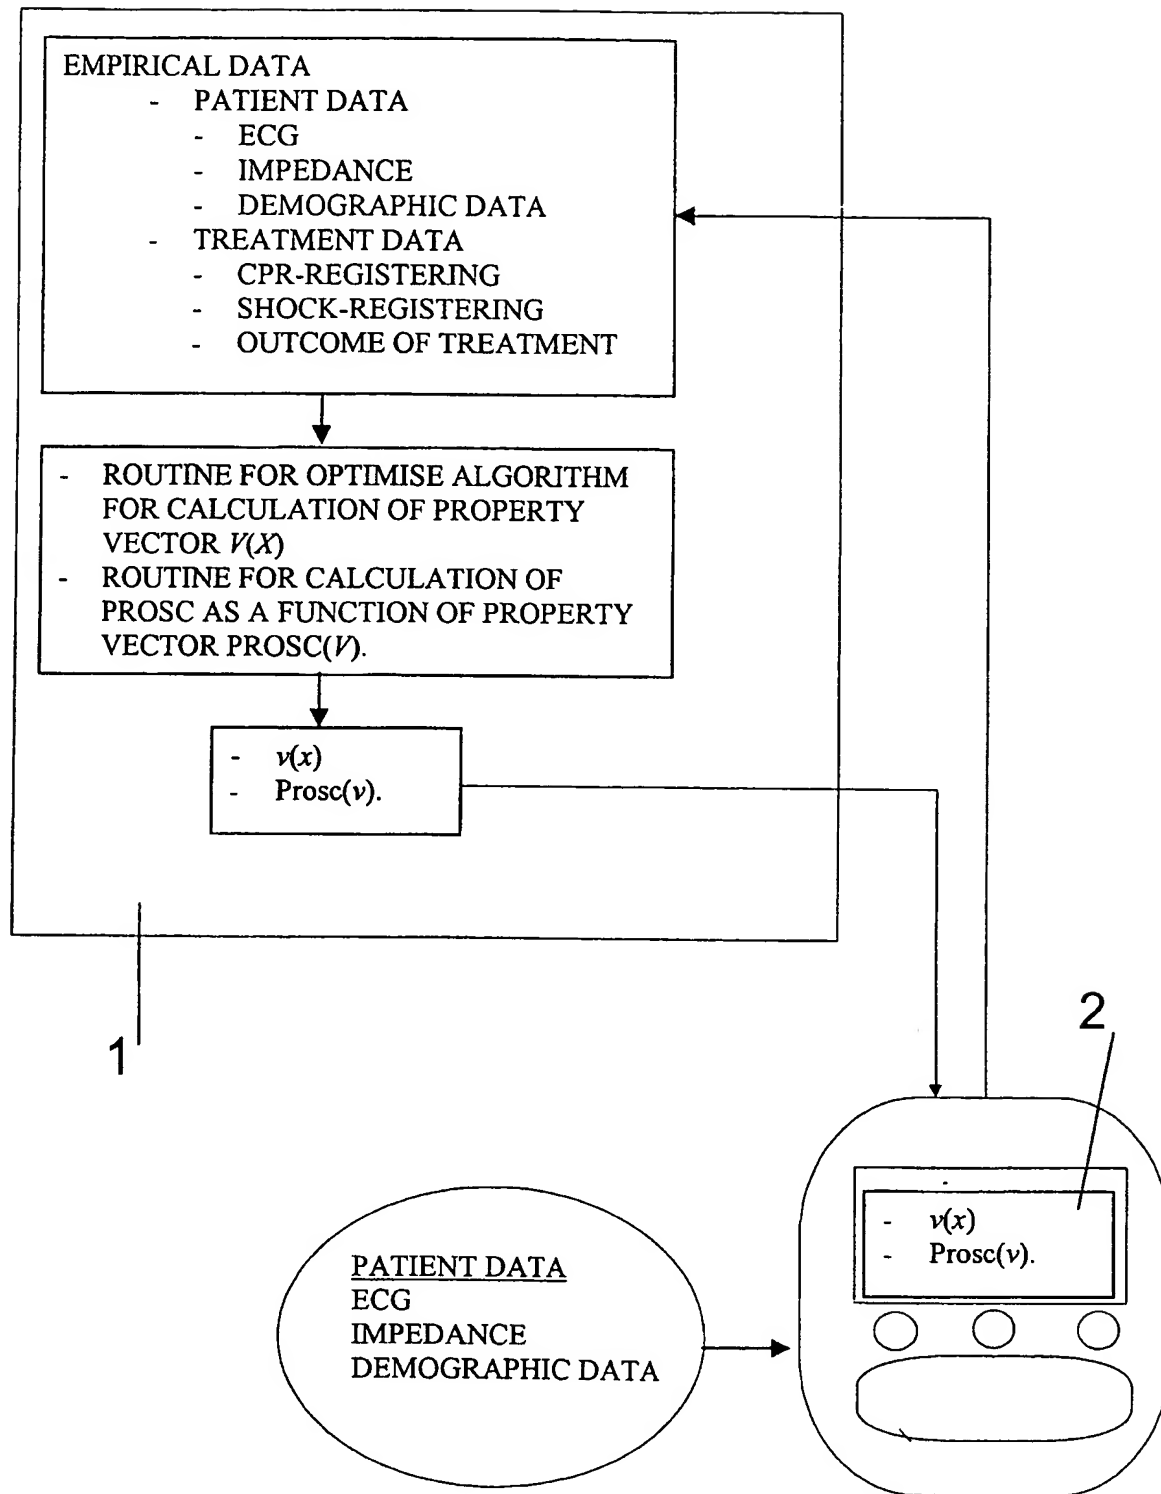 EMPIRICAL DATA
- PATIENT DATA
- ECG
- IMPEDANCE
- DEMOGRAPHIC DATA
- TREATMENT DATA
- CPR-REGISTERING
- SHOCK-REGISTERING
- OUTCOME OF TREATMENT
- ROUTINE FOR OPTIMISE ALGORITHM
FOR CALCULATION OF PROPERTY
VECTOR V(X)
- ROUTINE FOR CALCULATION OF
PROSC AS A FUNCTION OF PROPERTY
VECTOR PROSC(V).
- v(x)
- Prosc(v).
1
2
- v(x)
- Prosc(v).
PATIENT DATA
ECG
IMPEDANCE
DEMOGRAPHIC DATA